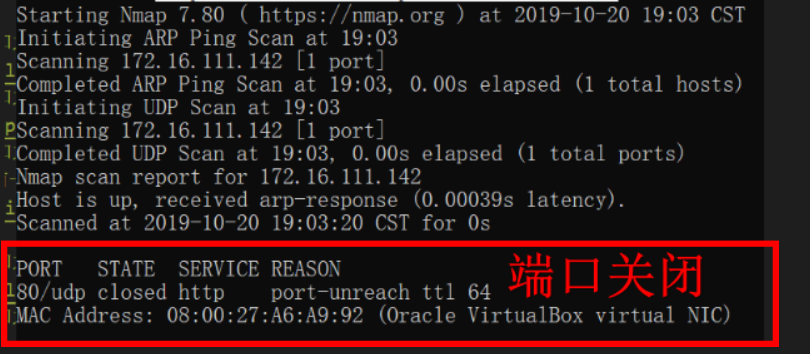 Starting Nmap 7.80 ( https://nmap.org ) at 2019-10-20 19:03 CST
Initiating ARP Ping Scan at 19:03
Scanning 172.16.111.142 [1 port]
Completed ARP Ping Scan at 19:03, 0.00s elapsed (1 total hosts)
Initiating UDP Scan at 19:03
Scanning 172.16.111.142 [1 port]
Completed UDP Scan at 19:03, 0.00s elapsed (1 total ports)
Nmap scan report for 172.16.111.142
Host is up, received arp-response (0.00039s latency).
Scanned at 2019-10-20 19:03:20 CST for 0s
PORT   STATE  SERVICE REASON
80/udp closed http    port-unreach ttl 64
端口关闭
MAC Address: 08:00:27:A6:A9:92 (Oracle VirtualBox virtual NIC)